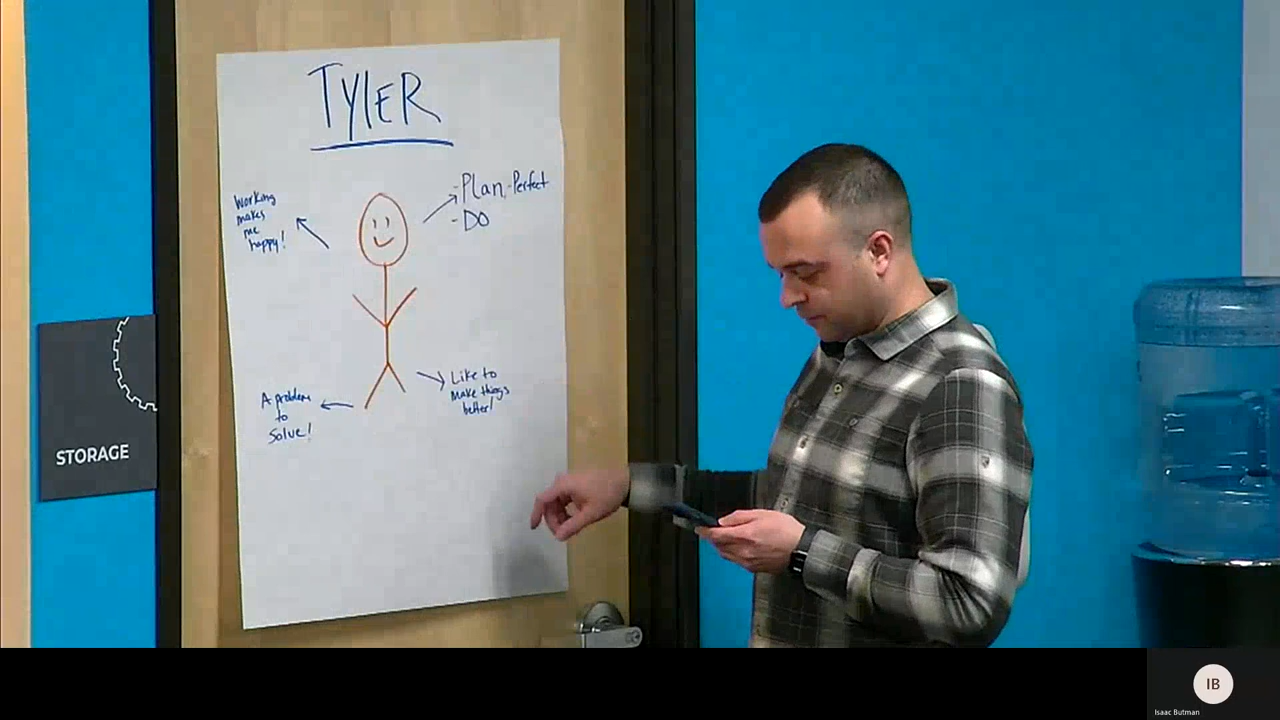 TYLER
Working
makes
me
happy!
-Plan, -Perfect
-DO
A problem
to
Solve!
Like to
Make things
better!
STORAGE
IB
Isaac Butman